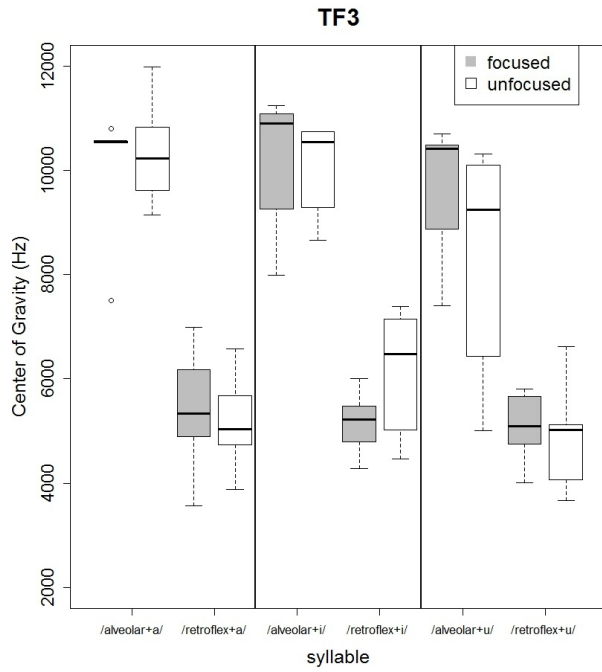 TF3
focused
unfocused
Center of Gravity (Hz)
12000
10000
8000
6000
4000
2000
/alveolar+a/ /retroflex+a/ /alveolar+i/ /retroflex+i/ /alveolar+u/ /retroflex+u/
syllable